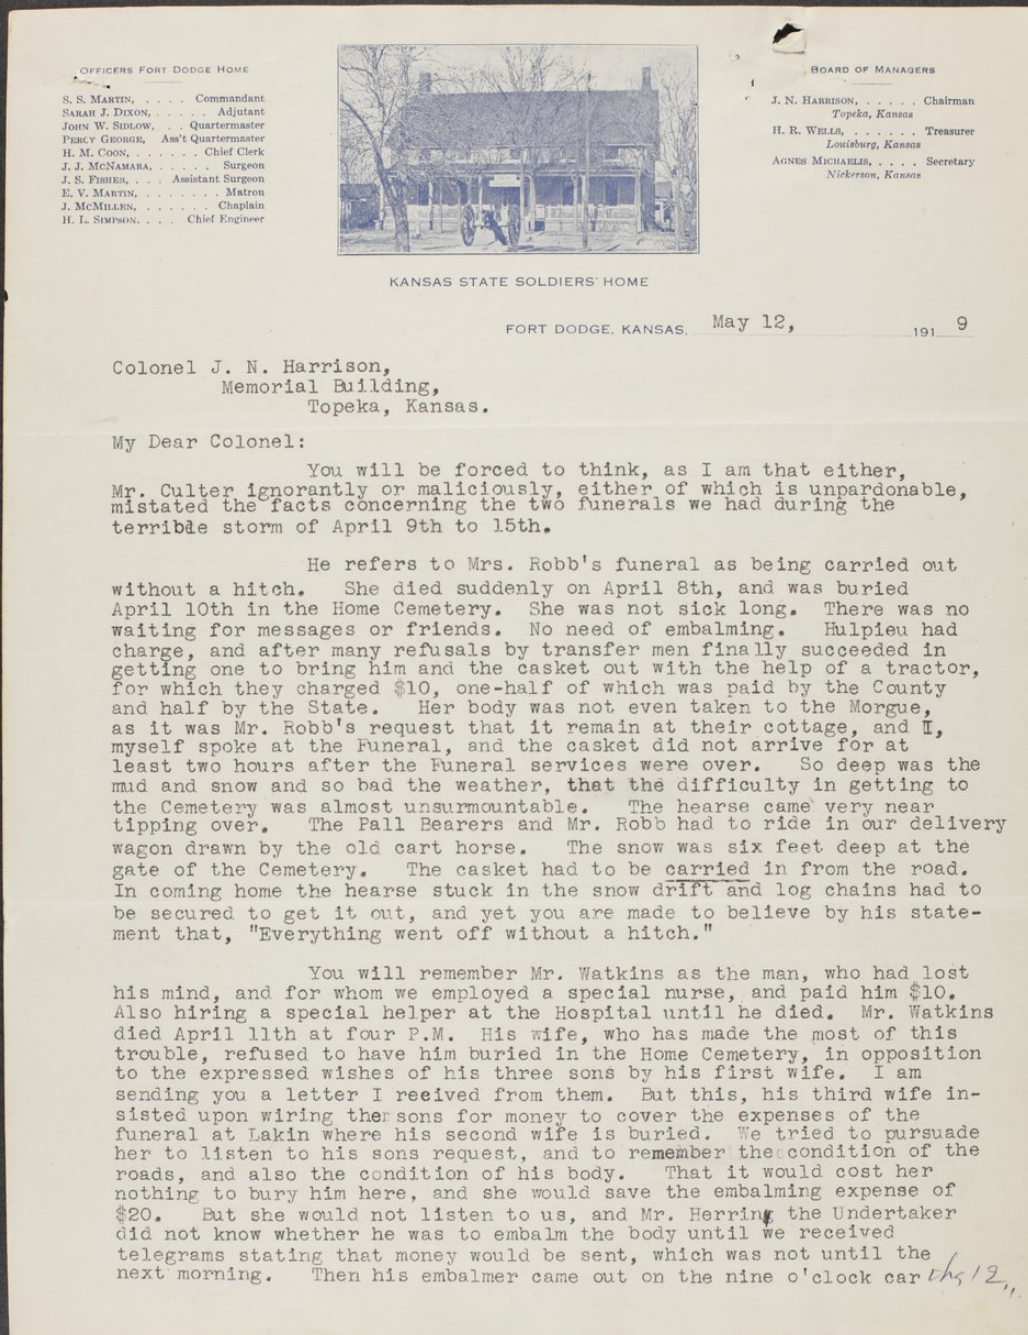 OFFICERS FORT DODGE HOME
S. S. MARTIN, . . . . Commandant
SARAH J. DIXON, . . . . . Adjutant
JOHN W. SIDLOW, . . Quartermaster
PERCY GEORGE, Ass't Quartermaster
H. M. COON, . . . . . . . Chief Clerk
J. J. MCNAMARA, . . . . . Surgeon
J. S. FISHER, . . . Assistant Surgeon
E. V. MARTIN, . . . . . . . Matron
J. MCMILLEN, . . . . . . Chaplain
H. L. SIMPSON, . . . Chief Engineer
BOARD OF MANAGERS
J. N. HARRISON, . . . . . Chairman
Topeka, Kansas
H. R. WELLS, . . . . . . . Treasurer
Louisburg, Kansas
AGNES MICHAELIS, . . . . Secretary
Nickerson, Kansas
KANSAS STATE SOLDIERS' HOME
FORT DODGE, KANSAS, May 12, 1919
Colonel J. N. Harrison,
Memorial Building,
Topeka, Kansas.
My Dear Colonel:
You will be forced to think, as I am that either,
Mr. Culter ignorantly or maliciously, either of which is unpardonable,
mistated the facts concerning the two funerals we had during the
terrible storm of April 9th to 15th.
He refers to Mrs. Robb's funeral as being carried out
without a hitch. She died suddenly on April 8th, and was buried
April 10th in the Home Cemetery. She was not sick long. There was no
waiting for messages or friends. No need of embalming. Hulpieu had
charge, and after many refusals by transfer men finally succeeded in
getting one to bring him and the casket out with the help of a tractor,
for which they charged $10, one-half of which was paid by the County
and half by the State. Her body was not even taken to the Morgue,
as it was Mr. Robb's request that it remain at their cottage, and I,
myself spoke at the Funeral, and the casket did not arrive for at
least two hours after the Funeral services were over. So deep was the
mud and snow and so bad the weather, that the difficulty in getting to
the Cemetery was almost unsurmountable. The hearse came very near
tipping over. The Pall Bearers and Mr. Robb had to ride in our delivery
wagon drawn by the old cart horse. The snow was six feet deep at the
gate of the Cemetery. The casket had to be carried in from the road.
In coming home the hearse stuck in the snow drift and log chains had to
be secured to get it out, and yet you are made to believe by his state-
ment that, "Everything went off without a hitch."
You will remember Mr. Watkins as the man, who had lost
his mind, and for whom we employed a special nurse, and paid him $10.
Also hiring a special helper at the Hospital until he died. Mr. Watkins
died April 11th at four P.M. His wife, who has made the most of this
trouble, refused to have him buried in the Home Cemetery, in opposition
to the expressed wishes of his three sons by his first wife. I am
sending you a letter I received from them. But this, his third wife in-
sisted upon wiring the sons for money to cover the expenses of the
funeral at Lakin where his second wife is buried. We tried to pursuade
her to listen to his sons request, and to remember the condition of the
roads, and also the condition of his body. That it would cost her
nothing to bury him here, and she would save the embalming expense of
$20. But she would not listen to us, and Mr. Herring the Undertaker
did not know whether he was to embalm the body until we received
telegrams stating that money would be sent, which was not until the
next morning. Then his embalmer came out on the nine o'clock car 12